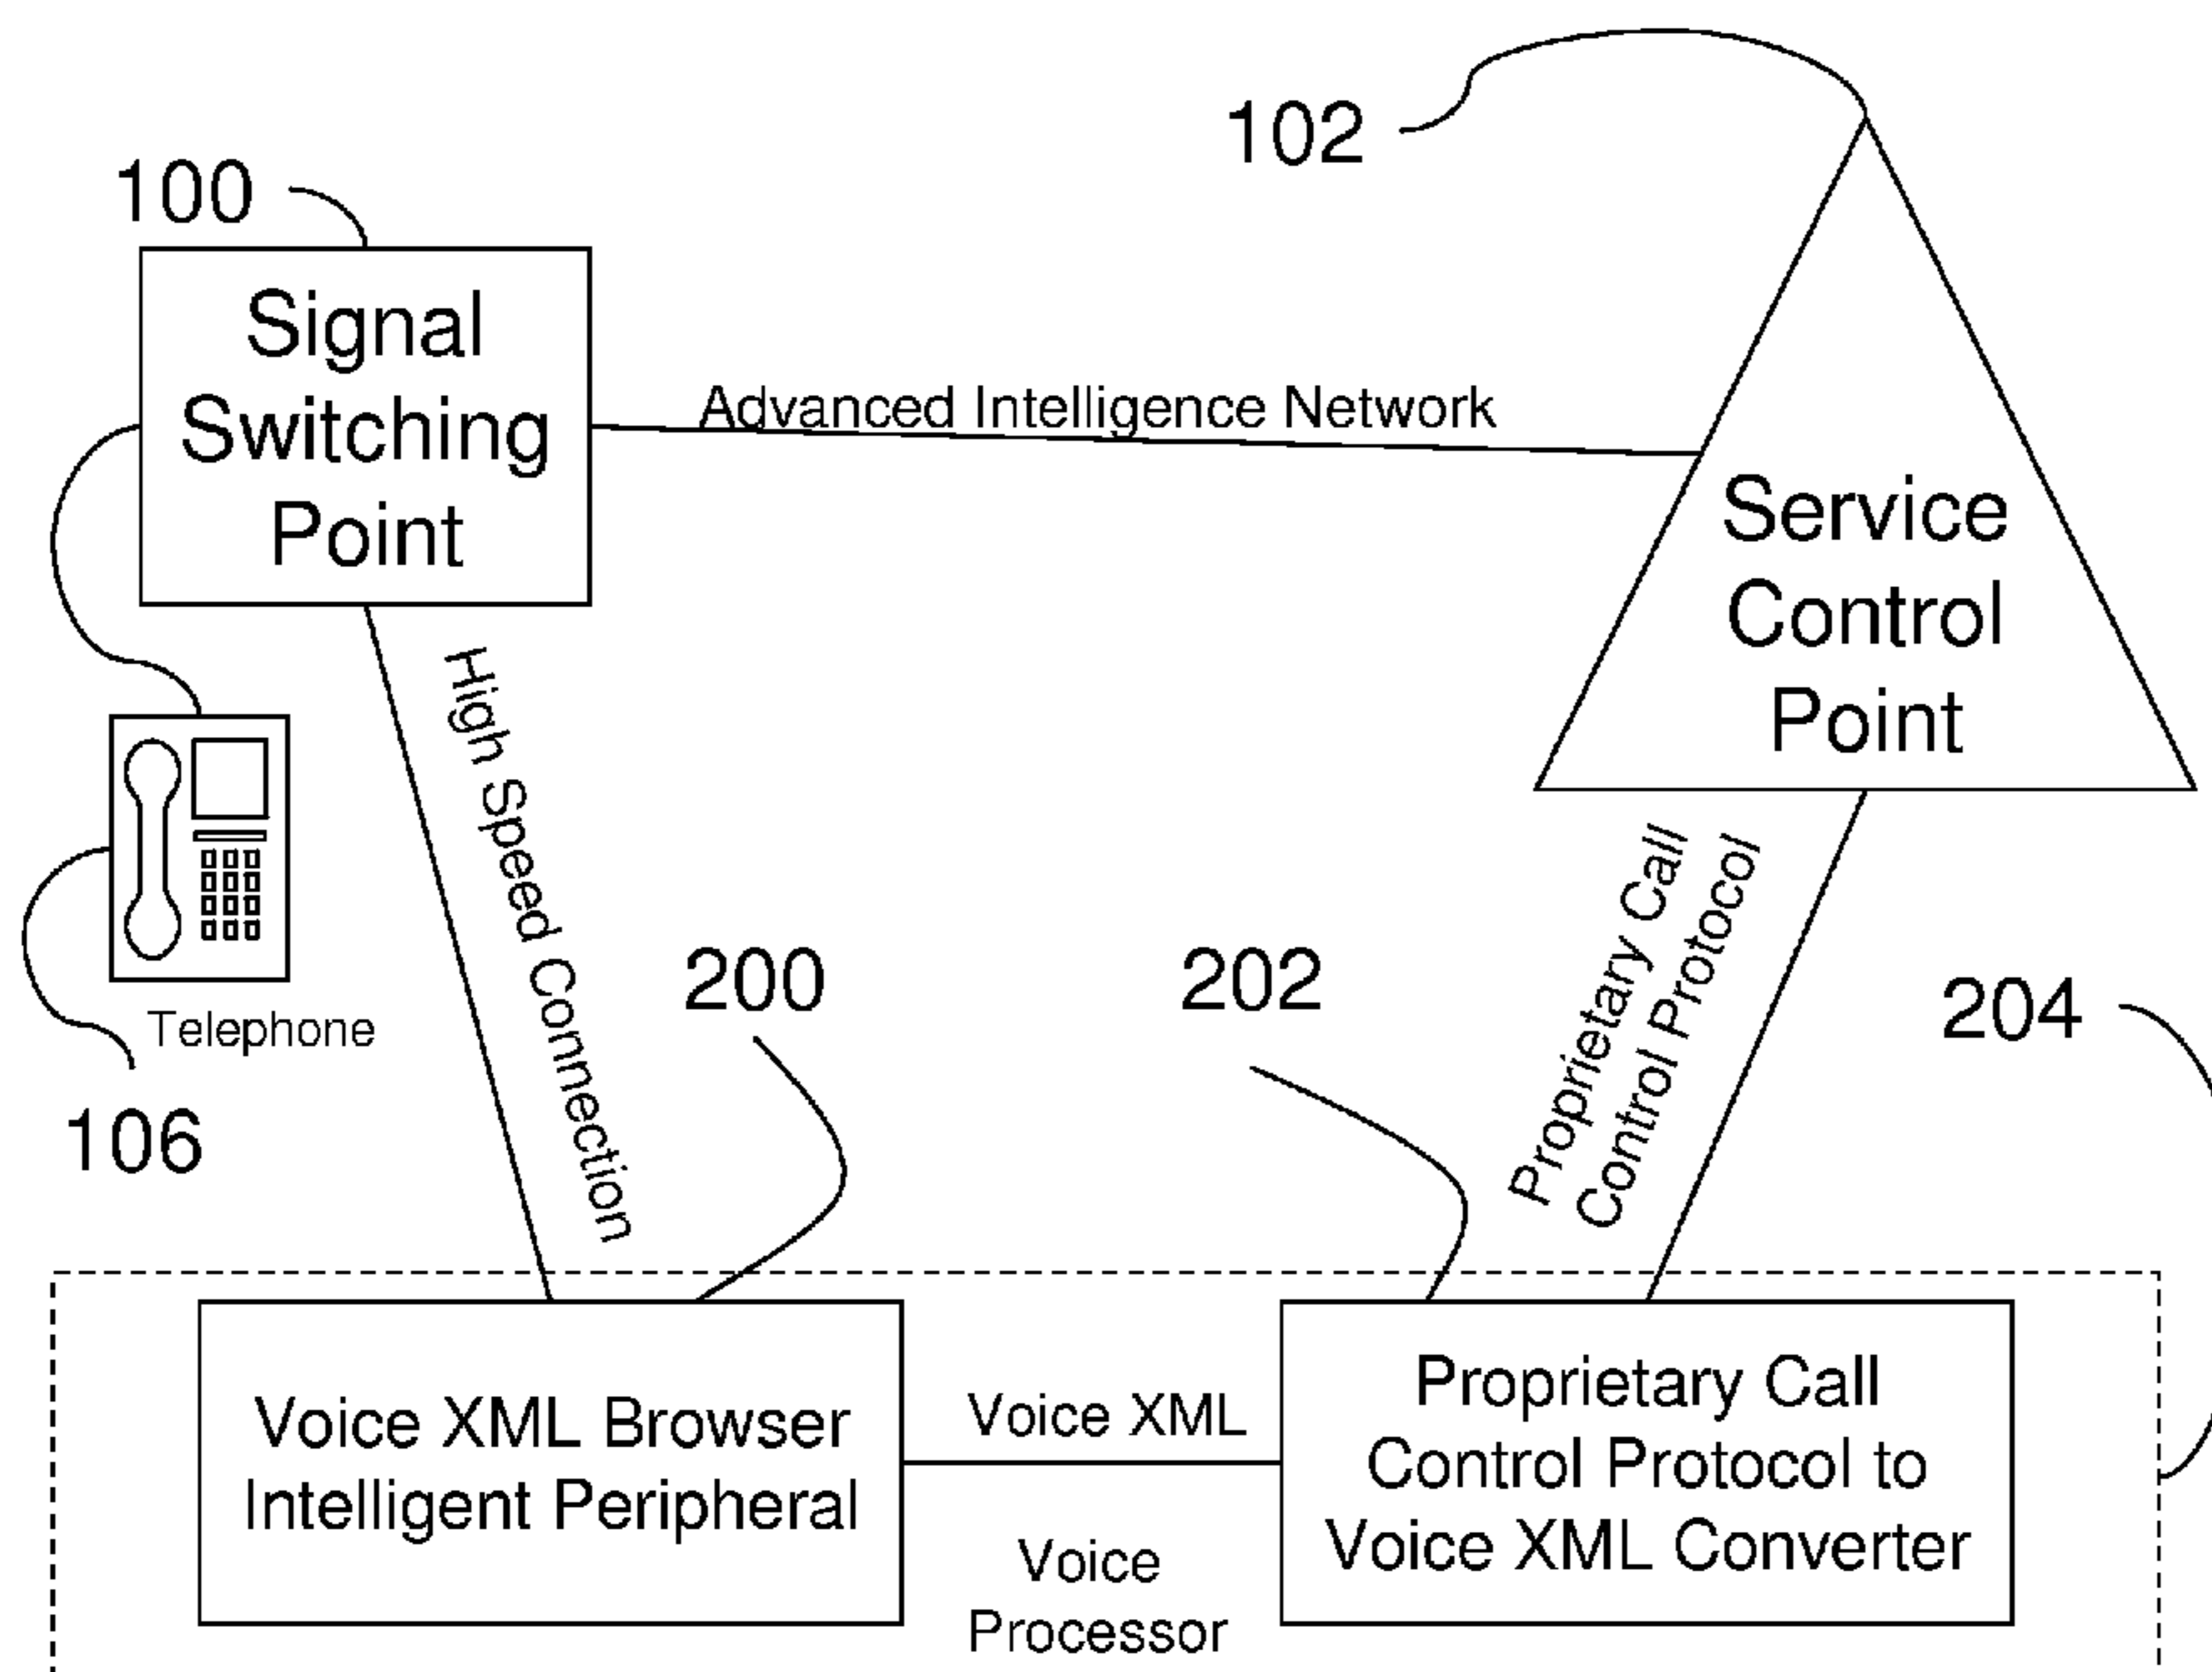 102
100
Signal
Switching
Point
Advanced Intelligence Network
Service
Control
Point
High Speed Connection
Proprietary Call
Control Protocol
200
202
204
Telephone
106
Voice XML Browser
Intelligent Peripheral
Voice XML
Voice
Processor
Proprietary Call
Control Protocol to
Voice XML Converter